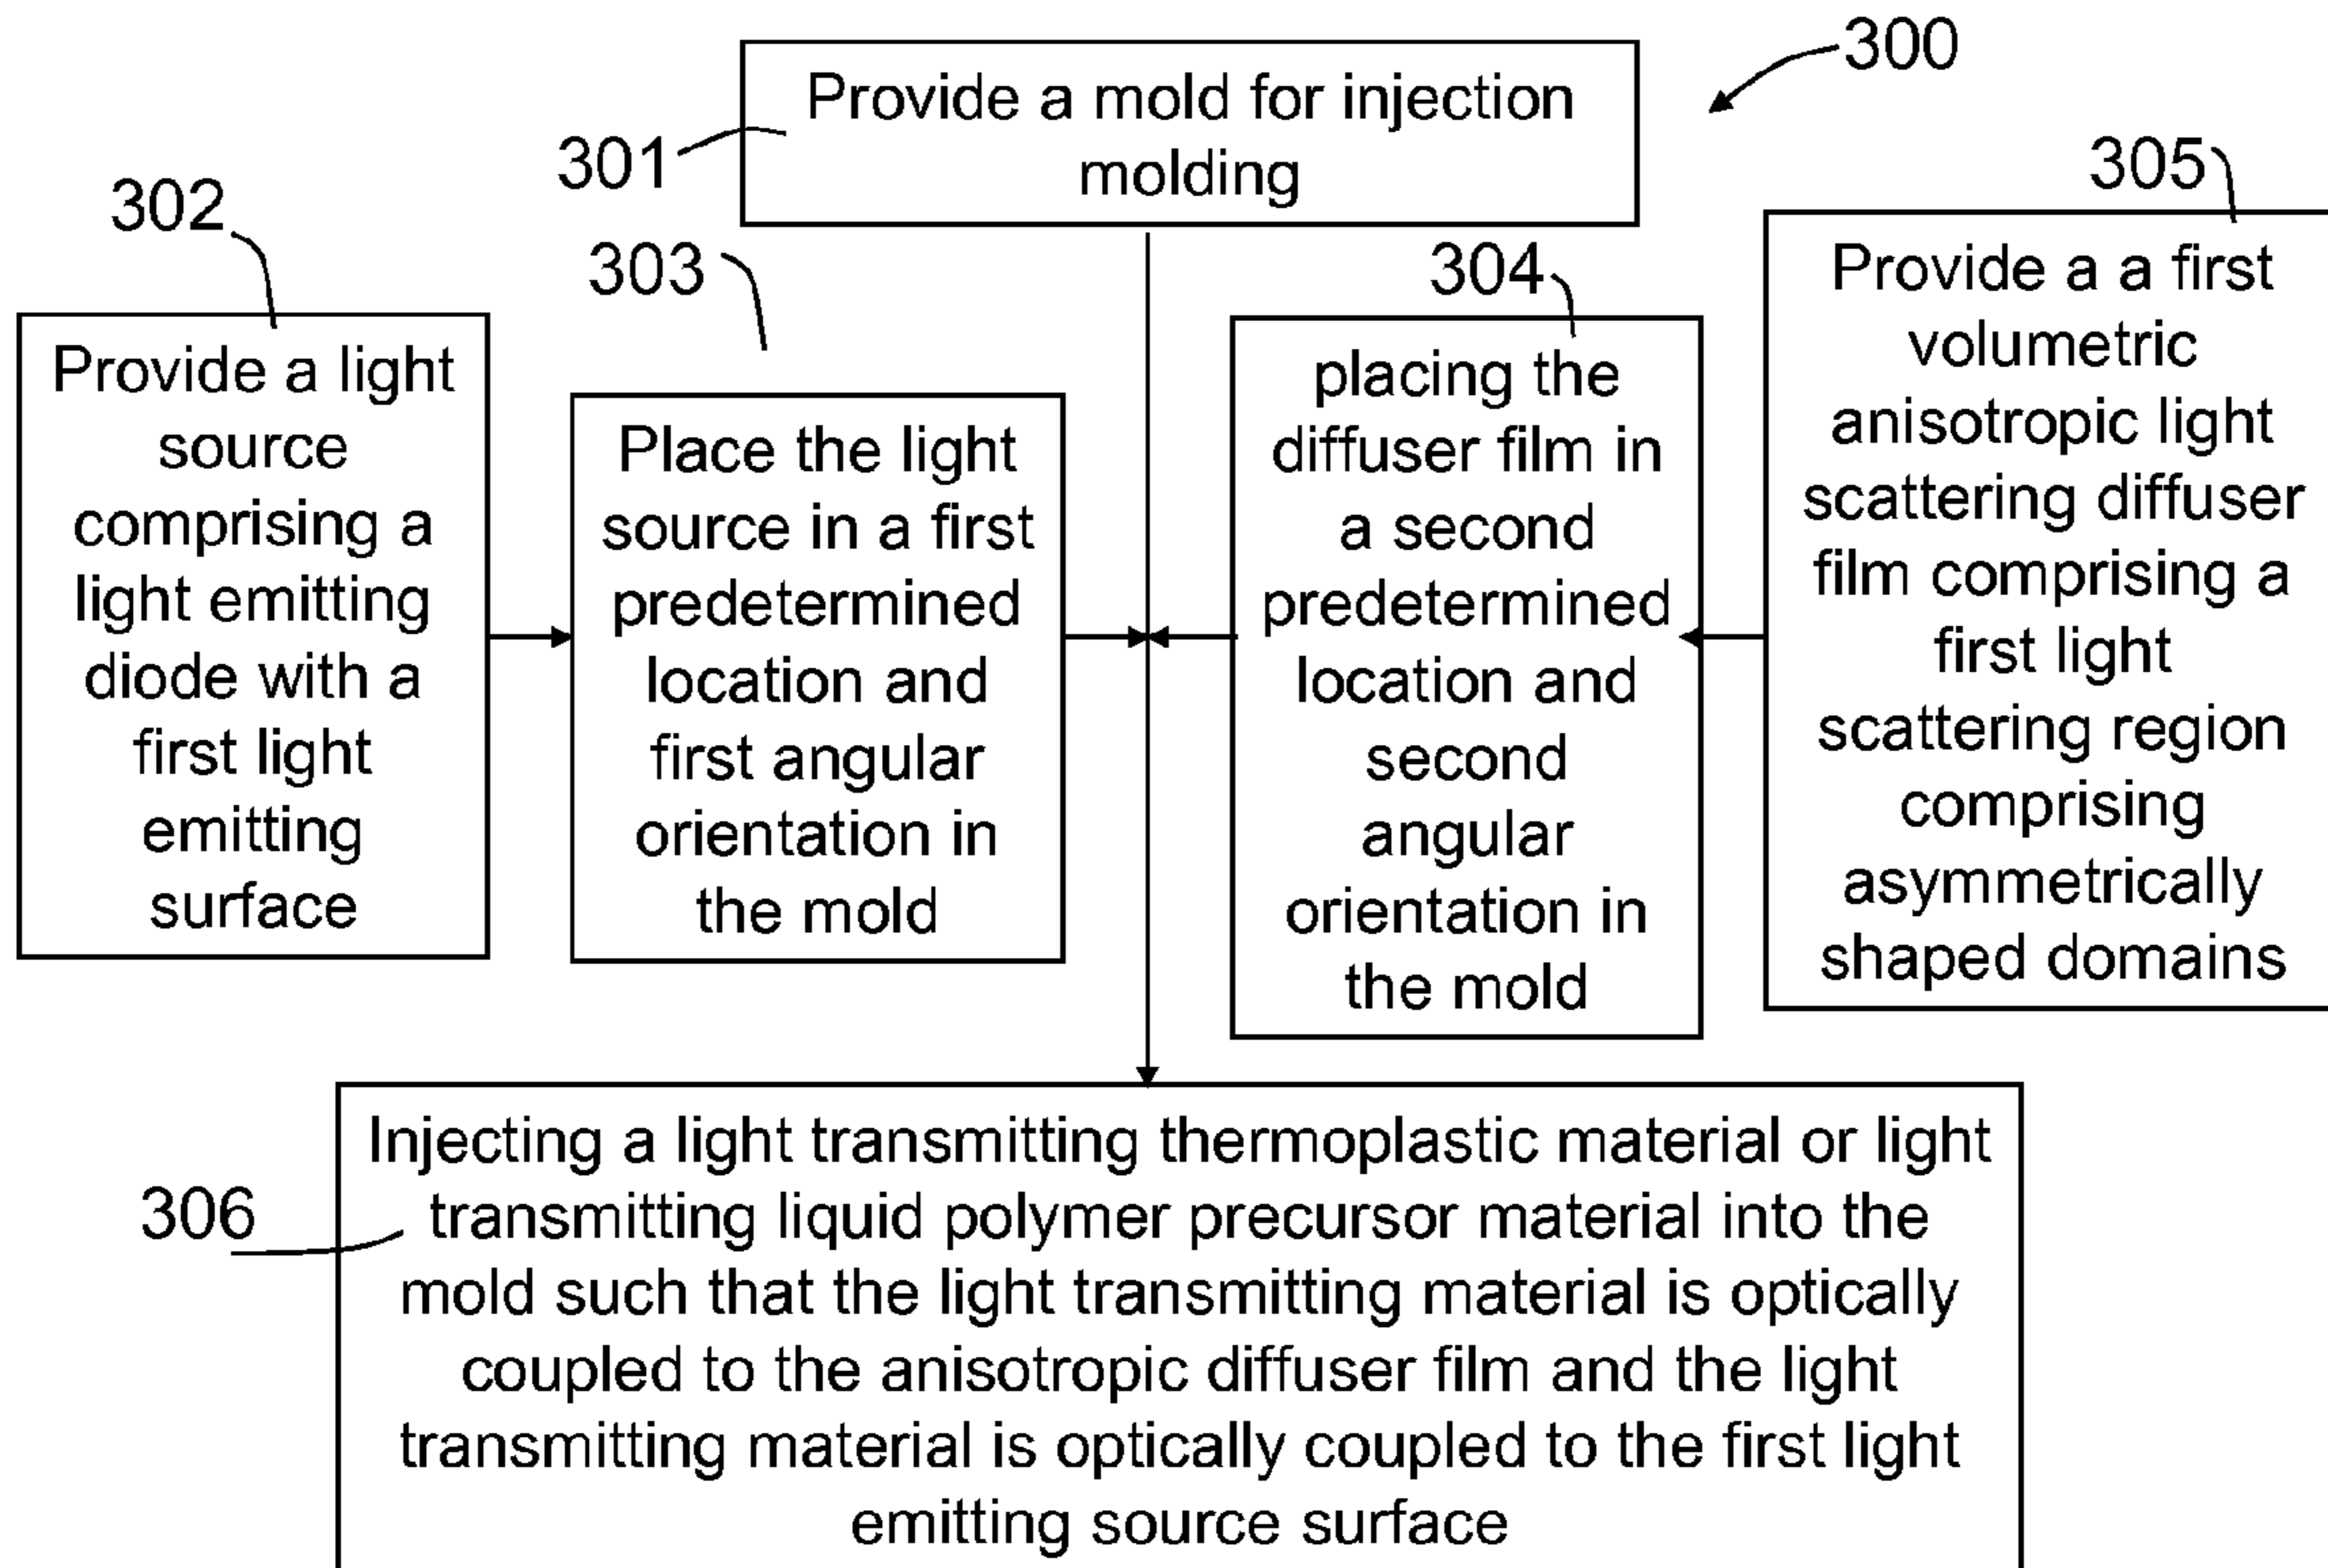 300
301
Provide a mold for injection
molding
302
Provide a light
source
comprising a
light emitting
diode with a
first light
emitting
surface
303
Place the light
source in a first
predetermined
location and
first angular
orientation in
the mold
304
placing the
diffuser film in
a second
predetermined
location and
second
angular
orientation in
the mold
305
Provide a a first
volumetric
anisotropic light
scattering diffuser
film comprising a
first light
scattering region
comprising
asymmetrically
shaped domains
306
Injecting a light transmitting thermoplastic material or light
transmitting liquid polymer precursor material into the
mold such that the light transmitting material is optically
coupled to the anisotropic diffuser film and the light
transmitting material is optically coupled to the first light
emitting source surface